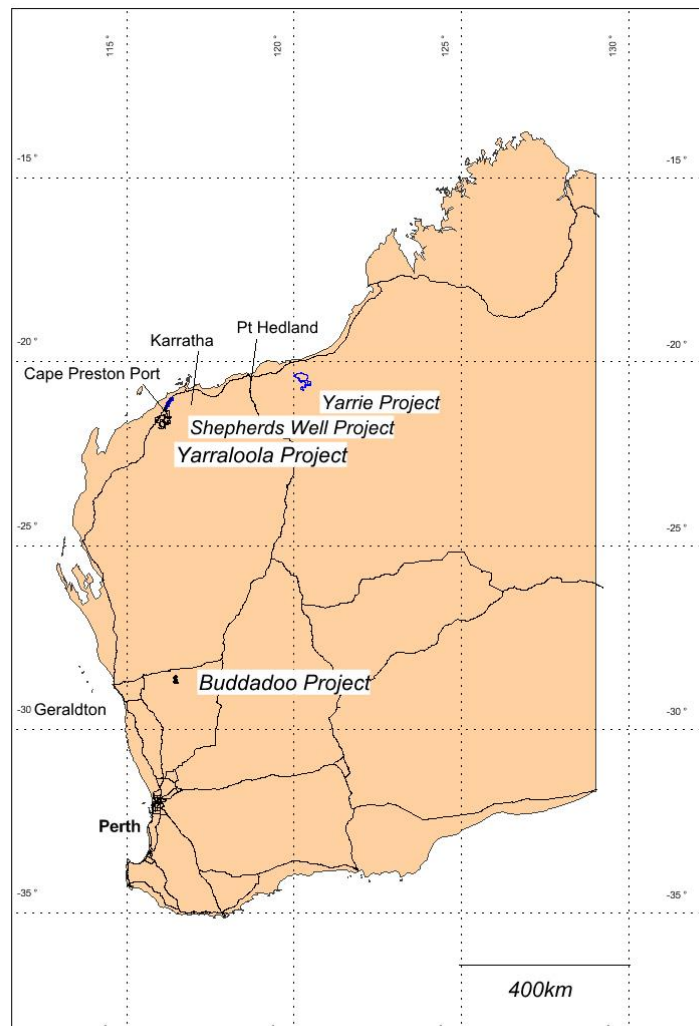 115°
120°
125°
130°
-15°
-15°
-20°
-20°
Pt Hedland
Karratha
Cape Preston Port
Yarrie Project
Shepherds Well Project
Yarraloola Project
-25°
-25°
Buddadoo Project
Geraldton
-30
-30°
Perth
-35°
-35°
400km